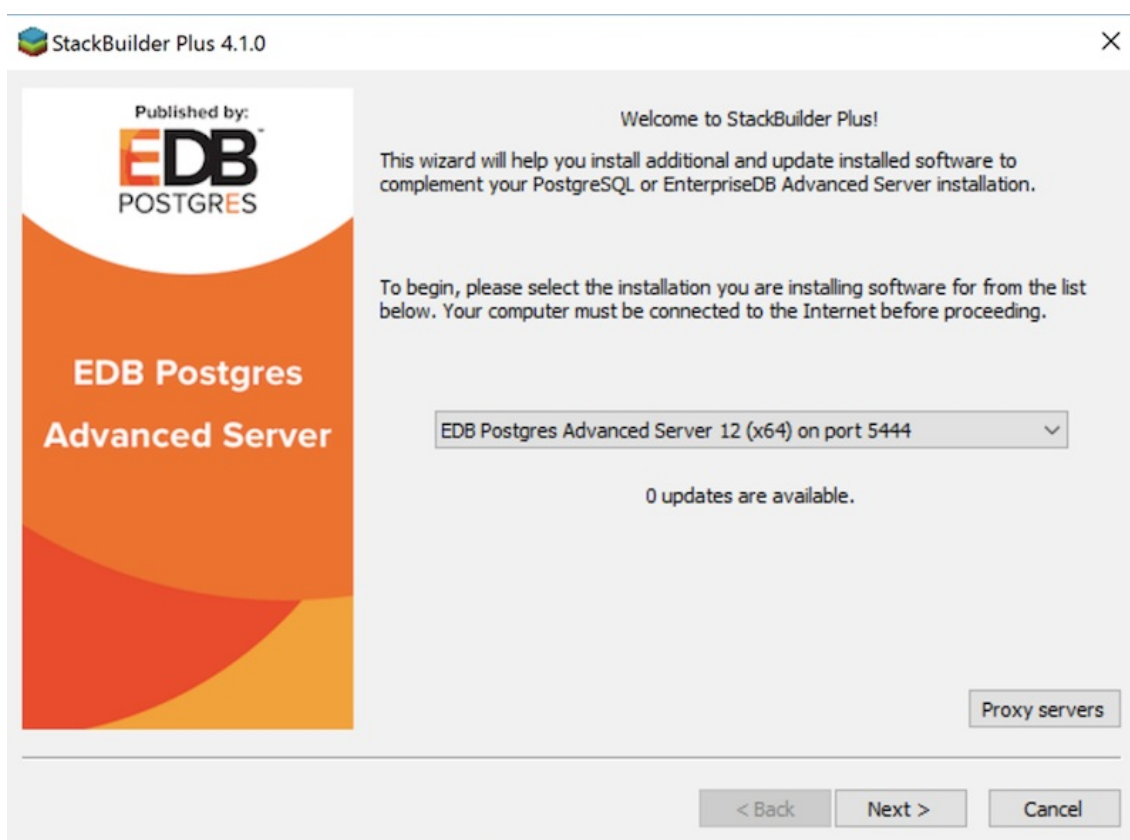 StackBuilder Plus 4.1.0
Published by:
EDB™
POSTGRES
EDB Postgres
Advanced Server
Welcome to StackBuilder Plus!
This wizard will help you install additional and update installed software to
complement your PostgreSQL or EnterpriseDB Advanced Server installation.
To begin, please select the installation you are installing software for from the list
below. Your computer must be connected to the Internet before proceeding.
EDB Postgres Advanced Server 12 (x64) on port 5444
0 updates are available.
Proxy servers
< Back
Next >
Cancel